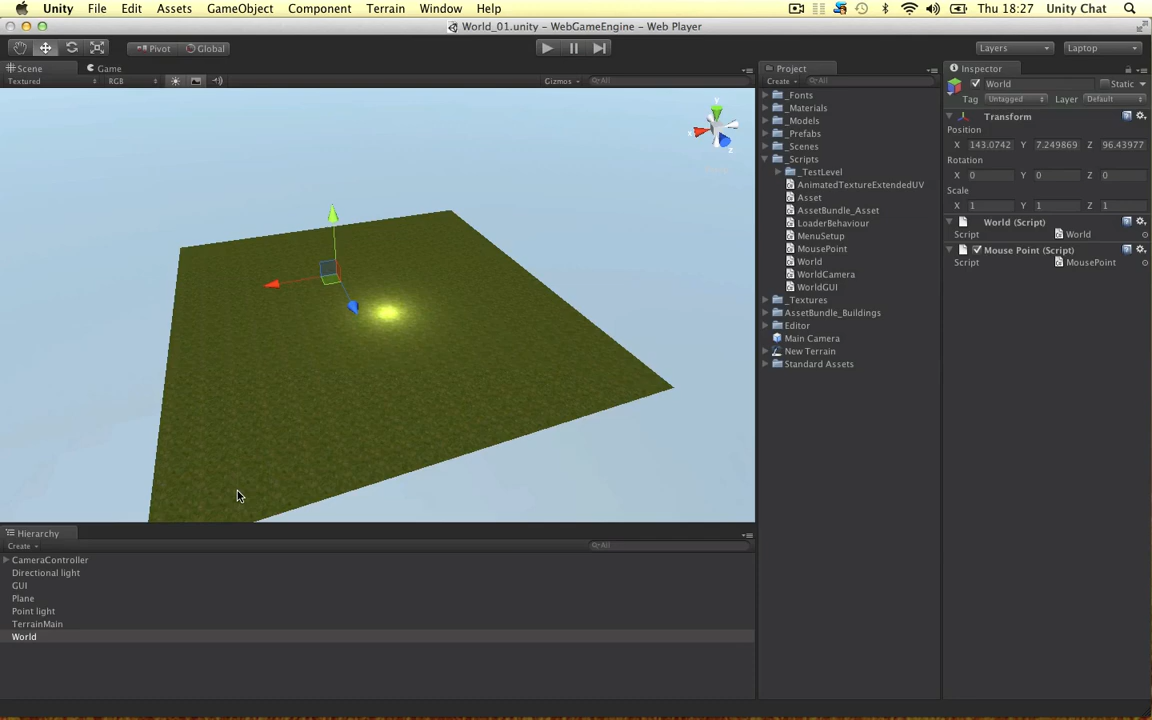 Unity File Edit Assets GameObject Component Terrain Window Help Thu 18:27 Unity Chat
World_01.unity – WebGameEngine – Web Player
Pivot Global Layers Laptop
Scene Game
Textured RGB Gizmos All
Project
Create All
_Fonts
_Materials
_Models
_Prefabs
_Scenes
_Scripts
_TestLevel
AnimatedTextureExtendedUV
Asset
AssetBundle_Asset
LoaderBehaviour
MenuSetup
MousePoint
World
WorldCamera
WorldGUI
_Textures
AssetBundle_Buildings
Editor
Main Camera
New Terrain
Standard Assets
Inspector
World Static
Tag Untagged Layer Default
Transform
Position
X 143.0742 Y 7.249869 Z 96.43977
Rotation
X 0 Y 0 Z 0
Scale
X 1 Y 1 Z 1
World (Script)
Script World
Mouse Point (Script)
Script MousePoint
y
x
z
Hierarchy
Create All
CameraController
Directional light
GUI
Plane
Point light
TerrainMain
World